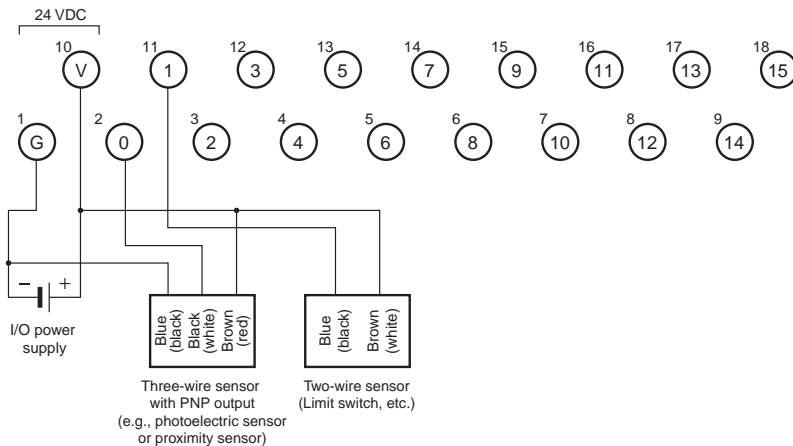 24 VDC
10 11 12 13 14 15 16 17 18
V 1 3 5 7 9 11 13 15
1 2 3 4 5 6 7 8 9
G 0 2 4 6 8 10 12 14
− +
I/O power
supply
Blue
(black)
Black
(white)
Brown
(red)
Blue
(black)
Brown
(white)
Three-wire sensor
with PNP output
(e.g., photoelectric sensor
or proximity sensor)
Two-wire sensor
(Limit switch, etc.)